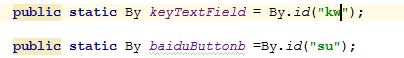 public static By keyTextField = By.id("kw");
public static By baiduButtonb =By.id("su");